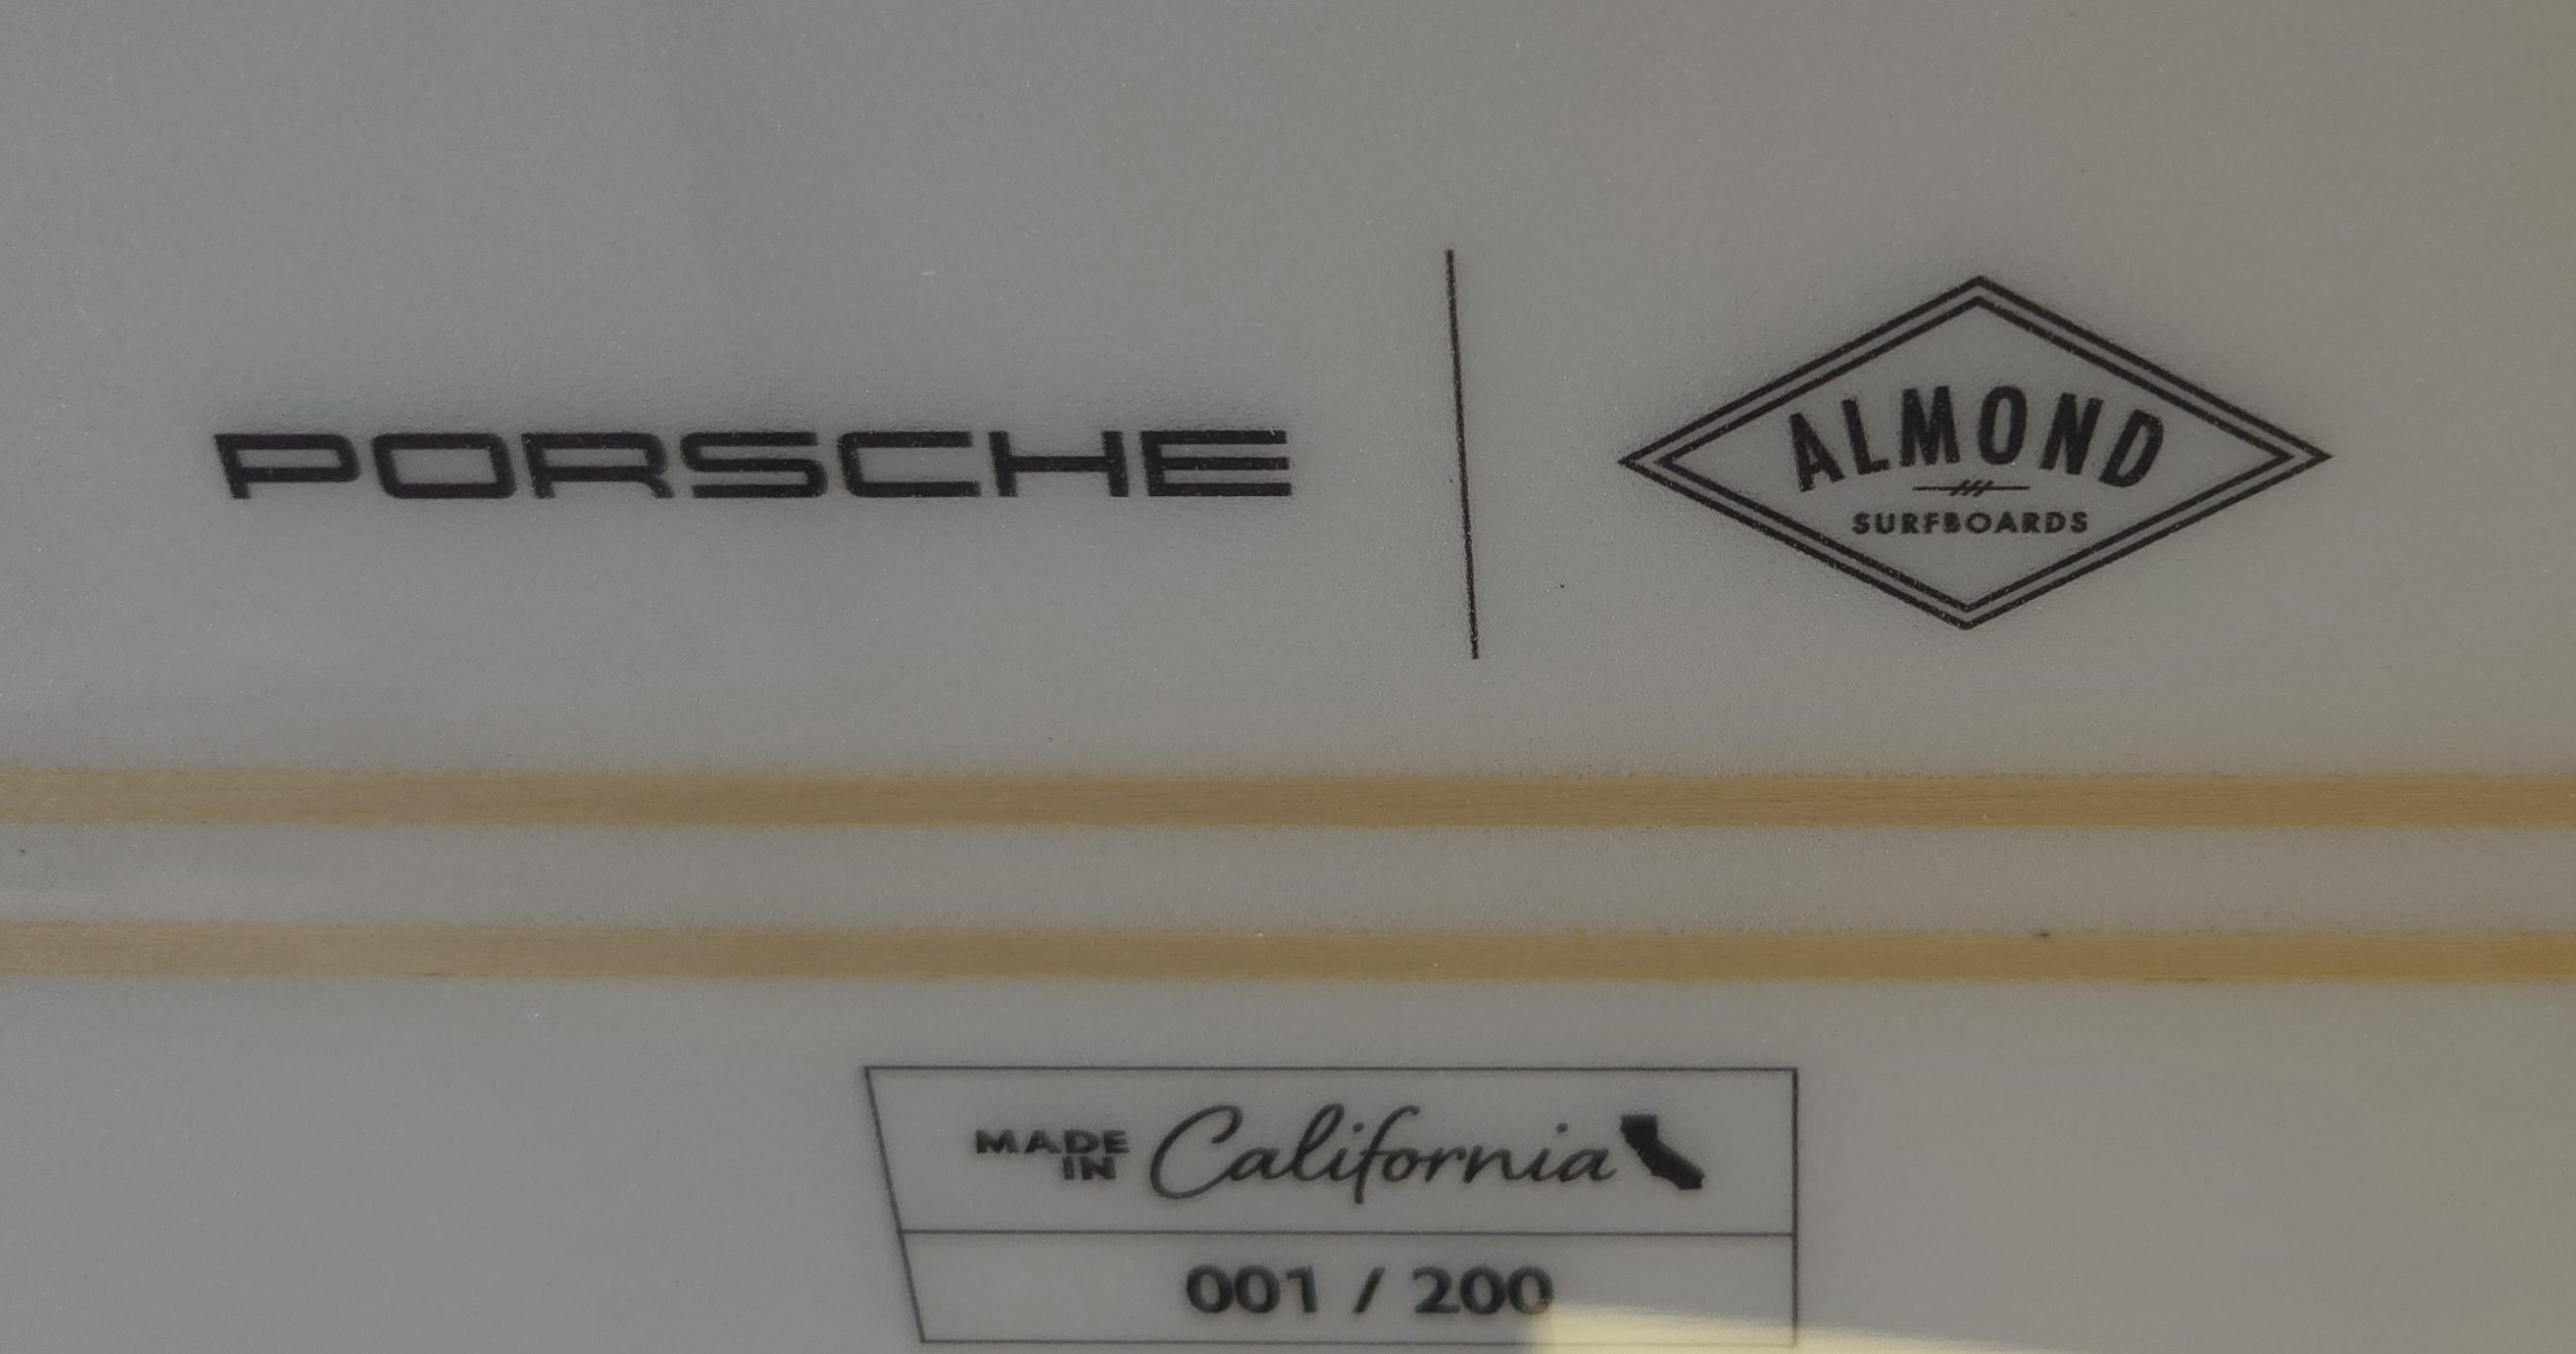 PORSCHE
ALMOND
SURFBOARDS
MADE IN California
001 / 200